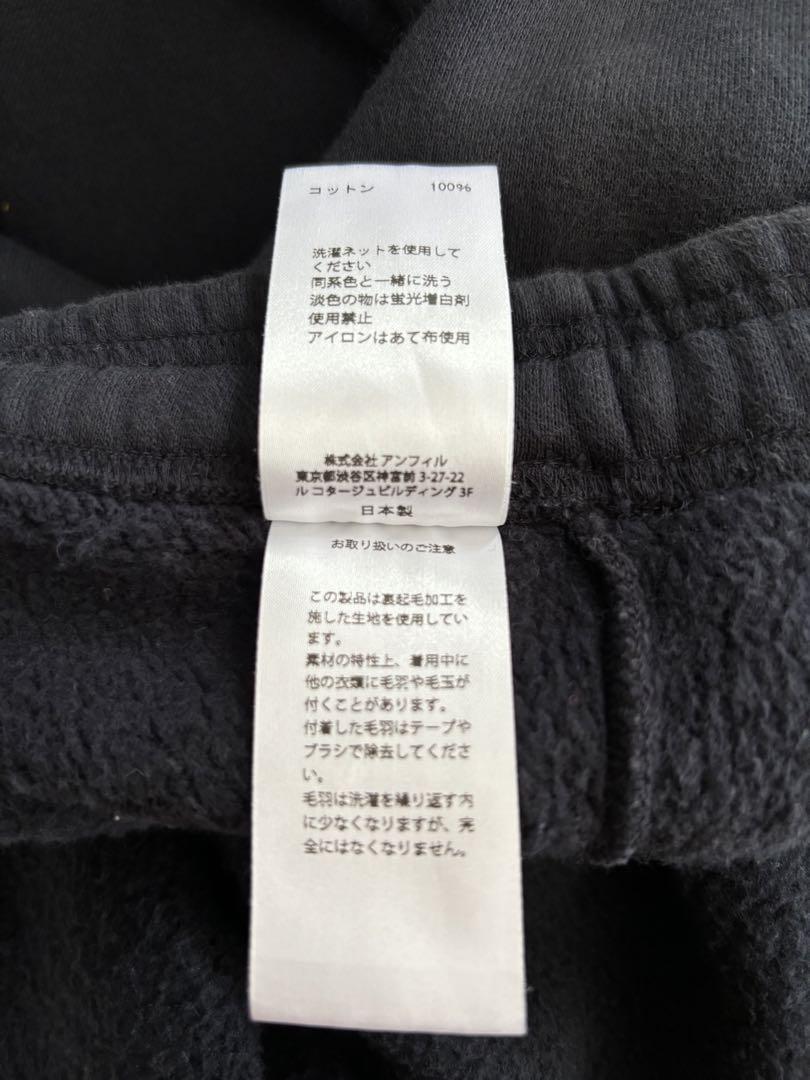 コットン 100%
洗濯ネットを使用して
ください
同系色と一緒に洗う
淡色の物は蛍光増白剤
使用禁止
アイロンはあて布使用
株式会社 アンフィル
東京都渋谷区神宮前 3-27-22
ル コタージュビルディング 3F
日本製
お取り扱いのご注意
この製品は裏起毛加工を
施した生地を使用してい
ます。
素材の特性上、着用中に
他の衣類に毛羽や毛玉が
付くことがあります。
付着した毛羽はテープや
ブラシで除去してくださ
い。
毛羽は洗濯を繰り返す内
に少なくなりますが、完
全にはなくなりません。